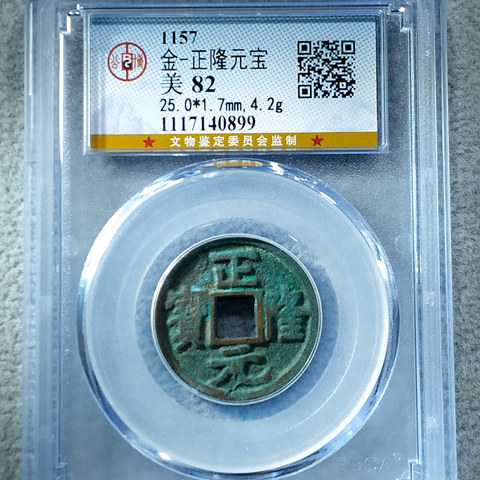 1157
金-正隆元宝
美 82
25.0*1.7mm,4.2g
1117140899
文物鉴定委员会监制
正
隆
元
寳